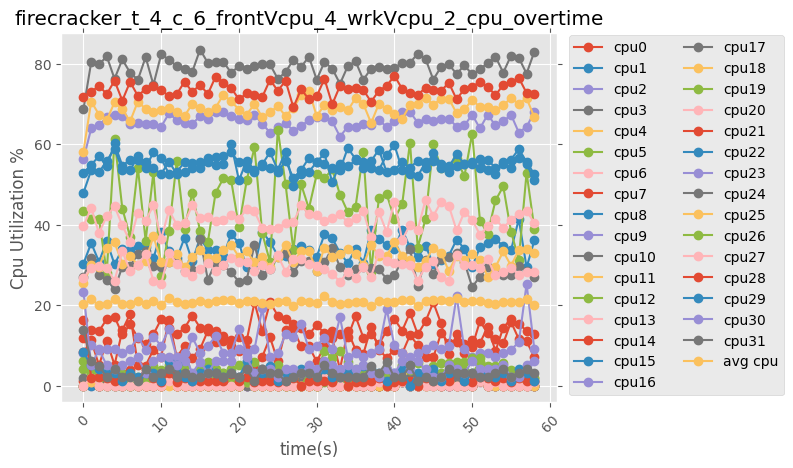 firecracker_t_4_c_6_frontVcpu_4_wrkVcpu_2_cpu_overtime
Cpu Utilization %
80
60
40
20
0
0
10
20
30
40
50
60
time(s)
cpu0
cpu1
cpu2
cpu3
cpu4
cpu5
cpu6
cpu7
cpu8
cpu9
cpu10
cpu11
cpu12
cpu13
cpu14
cpu15
cpu16
cpu17
cpu18
cpu19
cpu20
cpu21
cpu22
cpu23
cpu24
cpu25
cpu26
cpu27
cpu28
cpu29
cpu30
cpu31
avg cpu